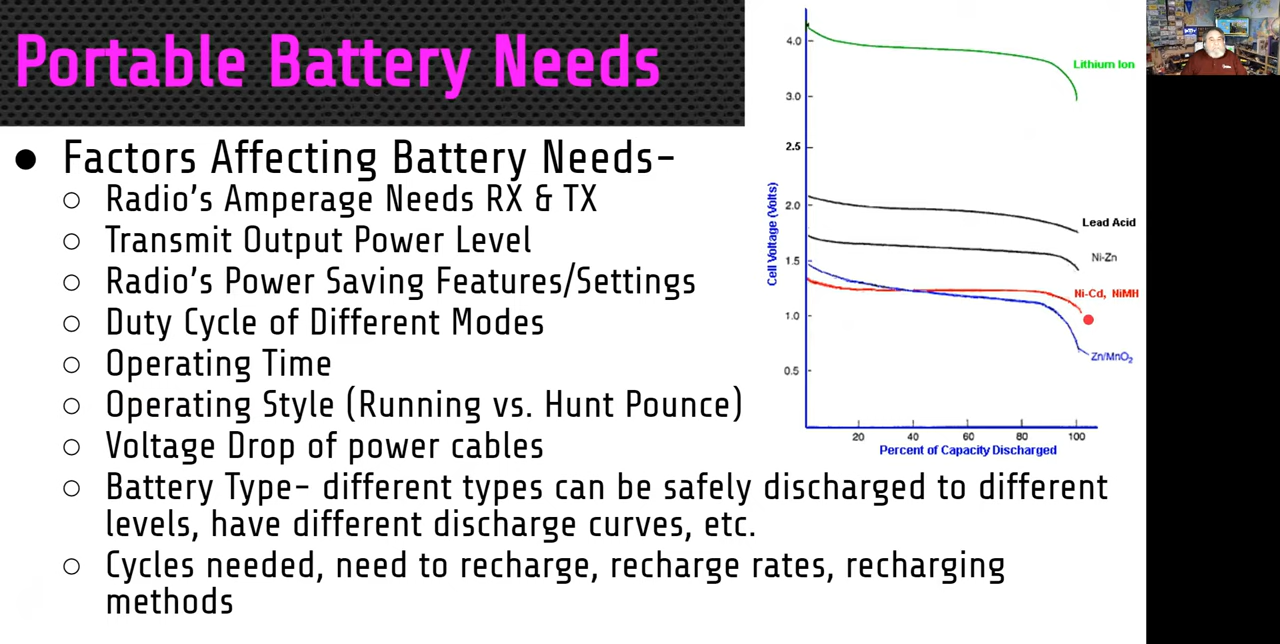 Portable Battery Needs
● Factors Affecting Battery Needs-
○ Radio's Amperage Needs RX & TX
○ Transmit Output Power Level
○ Radio's Power Saving Features/Settings
○ Duty Cycle of Different Modes
○ Operating Time
○ Operating Style (Running vs. Hunt Pounce)
○ Voltage Drop of power cables
○ Battery Type- different types can be safely discharged to different
levels, have different discharge curves, etc.
○ Cycles needed, need to recharge, recharge rates, recharging
methods
4.0
3.0
2.5
2.0
1.5
1.0
0.5
Cell Voltage (Volts)
Lithium Ion
Lead Acid
Ni-Zn
Ni-Cd, NiMH
Zn/MnO₂
20 40 60 80 100
Percent of Capacity Discharged